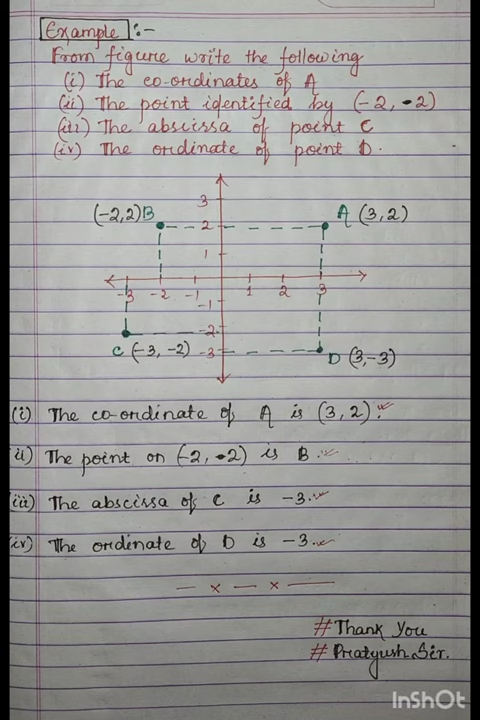 Example :-
From figure write the following
(i) The co-ordinates of A
(ii) The point identified by (-2, -2)
(iii) The abscissa of point C
(iv) The ordinate of point D.
3
(-2,2) B
2
A (3,2)
1
-3 -2 -1 1 2 3
-1
-2
C (-3, -2)
-3
D (3,-3)
(i) The co-ordinate of A is (3,2).
ii) The point on (-2, -2) is B.
iii) The abscissa of C is -3.
iv) The ordinate of D is -3.
— x — x —
# Thank You
# Pratyush Sir.
InShOt